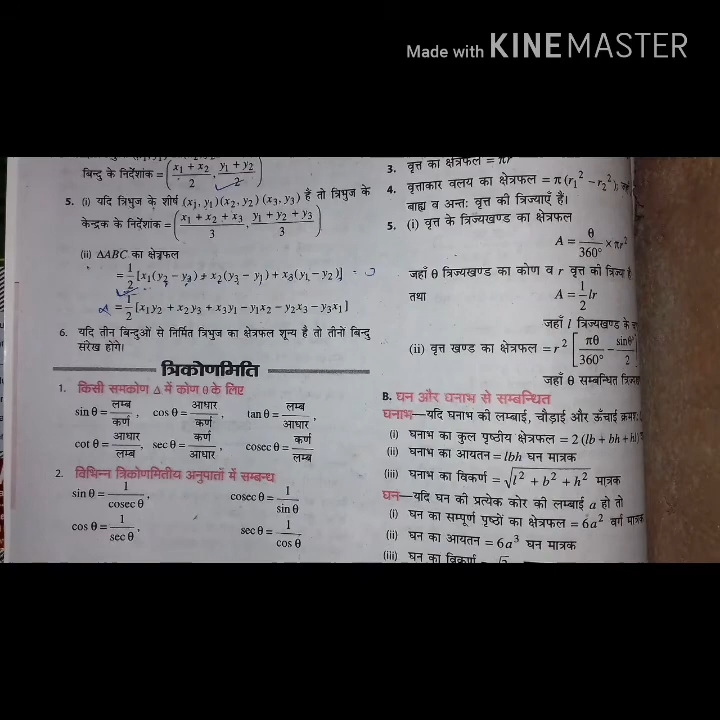 Made with KINEMASTER
बिन्दु के निर्देशांक = (x₁ + x₂ / 2, y₁ + y₂ / 2)
5. (i) यदि त्रिभुज के शीर्ष (x₁, y₁)(x₂, y₂)(x₃, y₃) हैं तो त्रिभुज के
केन्द्रक के निर्देशांक = (x₁ + x₂ + x₃ / 3, y₁ + y₂ + y₃ / 3)
(ii) ΔABC का क्षेत्रफल
= 1/2 [x₁(y₂ − y₃) + x₂(y₃ − y₁) + x₃(y₁ − y₂)] = 0
= 1/2 [x₁y₂ + x₂y₃ + x₃y₁ − y₁x₂ − y₂x₃ − y₃x₁]
6. यदि तीन बिन्दुओं से निर्मित त्रिभुज का क्षेत्रफल शून्य है तो तीनों बिन्दु
संरेख होंगे।
त्रिकोणमिति
1. किसी समकोण Δ में कोण θ के लिए
sin θ = लम्ब/कर्ण, cos θ = आधार/कर्ण, tan θ = लम्ब/आधार,
cot θ = आधार/लम्ब, sec θ = कर्ण/आधार, cosec θ = कर्ण/लम्ब
2. विभिन्न त्रिकोणमितीय अनुपातों में सम्बन्ध
sin θ = 1/cosec θ, cosec θ = 1/sin θ
cos θ = 1/sec θ, sec θ = 1/cos θ
3. वृत्त का क्षेत्रफल = πr
4. वृत्ताकार वलय का क्षेत्रफल = π(r₁² − r₂²);
बाह्य व अन्तः वृत्त की त्रिज्याएँ हैं।
5. (i) वृत्त के त्रिज्यखण्ड का क्षेत्रफल
A = θ/360° × πr²
जहाँ θ त्रिज्यखण्ड का कोण व r वृत्त की त्रिज्या है
तथा A = 1/2 lr
जहाँ l त्रिज्यखण्ड के
(ii) वृत्त खण्ड का क्षेत्रफल = r² [πθ/360° − sinθ/2]
जहाँ θ सम्बन्धित
B. घन और घनाभ से सम्बन्धित
घनाभ—यदि घनाभ की लम्बाई, चौड़ाई और ऊँचाई क्रमश:
(i) घनाभ का कुल पृष्ठीय क्षेत्रफल = 2 (lb + bh + hl)
(ii) घनाभ का आयतन = lbh घन मात्रक
(iii) घनाभ का विकर्ण = √(l² + b² + h²) मात्रक
घन—यदि घन की प्रत्येक कोर की लम्बाई a हो तो
(i) घन का सम्पूर्ण पृष्ठों का क्षेत्रफल = 6a² वर्ग मात्रक
(ii) घन का आयतन = 6a³ घन मात्रक
(iii) घन का विकर्ण =